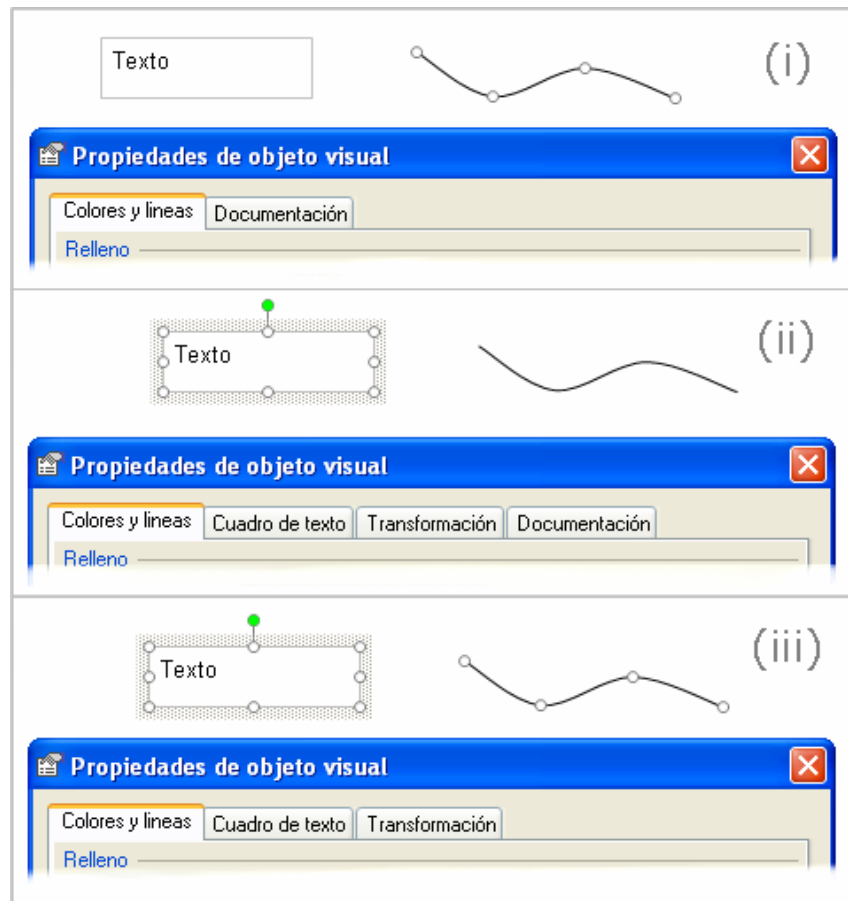 Texto
(i)
Propiedades de objeto visual
Colores y lineas Documentación
Relleno
Texto
(ii)
Propiedades de objeto visual
Colores y lineas Cuadro de texto Transformación Documentación
Relleno
Texto
(iii)
Propiedades de objeto visual
Colores y lineas Cuadro de texto Transformación
Relleno